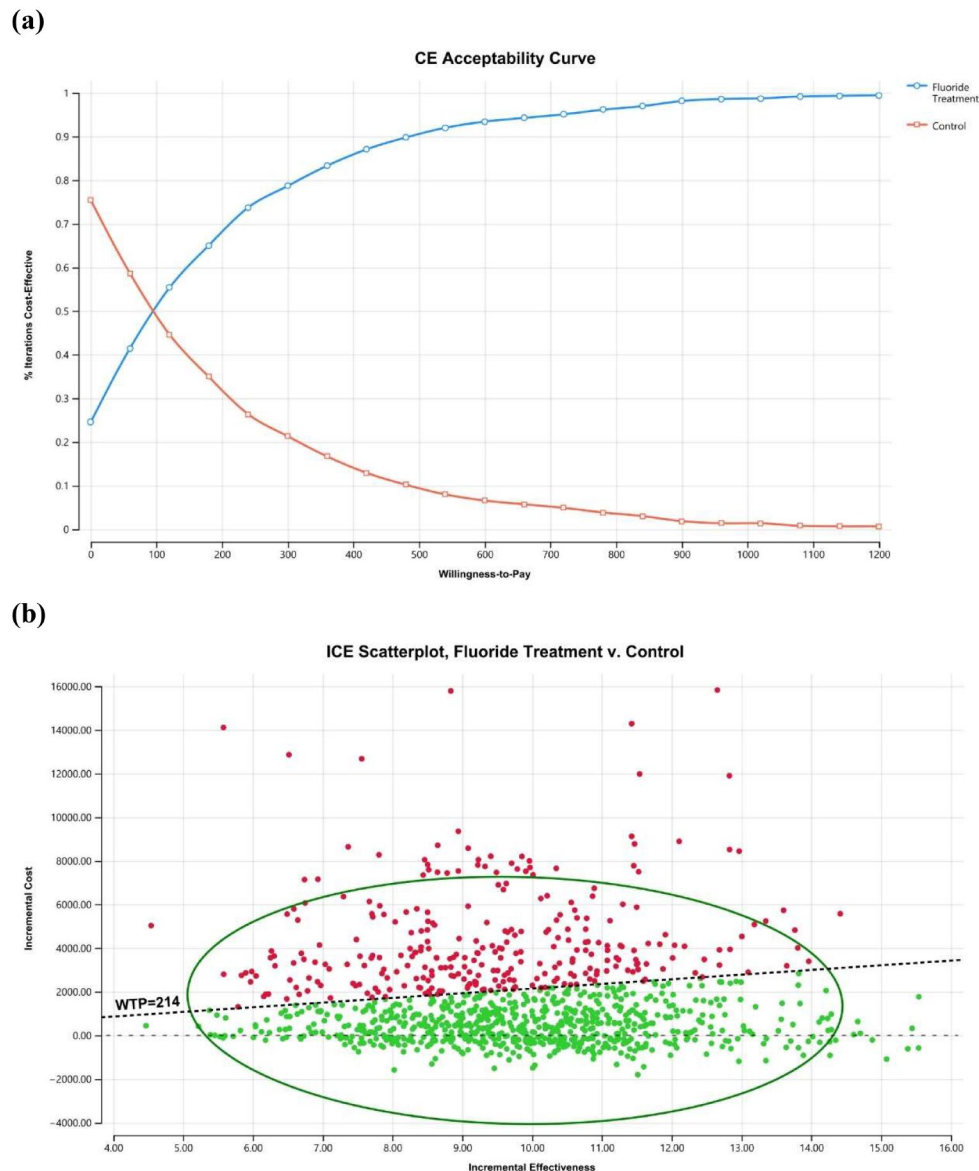 (a)
CE Acceptability Curve
Fluoride
Treatment
Control
% Iterations Cost-Effective
1
0.9
0.8
0.7
0.6
0.5
0.4
0.3
0.2
0.1
0
0 100 200 300 400 500 600 700 800 900 1000 1100 1200
Willingness-to-Pay
(b)
ICE Scatterplot, Fluoride Treatment v. Control
Incremental Cost
16000.00
14000.00
12000.00
10000.00
8000.00
6000.00
4000.00
2000.00
0.00
−2000.00
−4000.00
WTP=214
4.00 5.00 6.00 7.00 8.00 9.00 10.00 11.00 12.00 13.00 14.00 15.00 16.00
Incremental Effectiveness